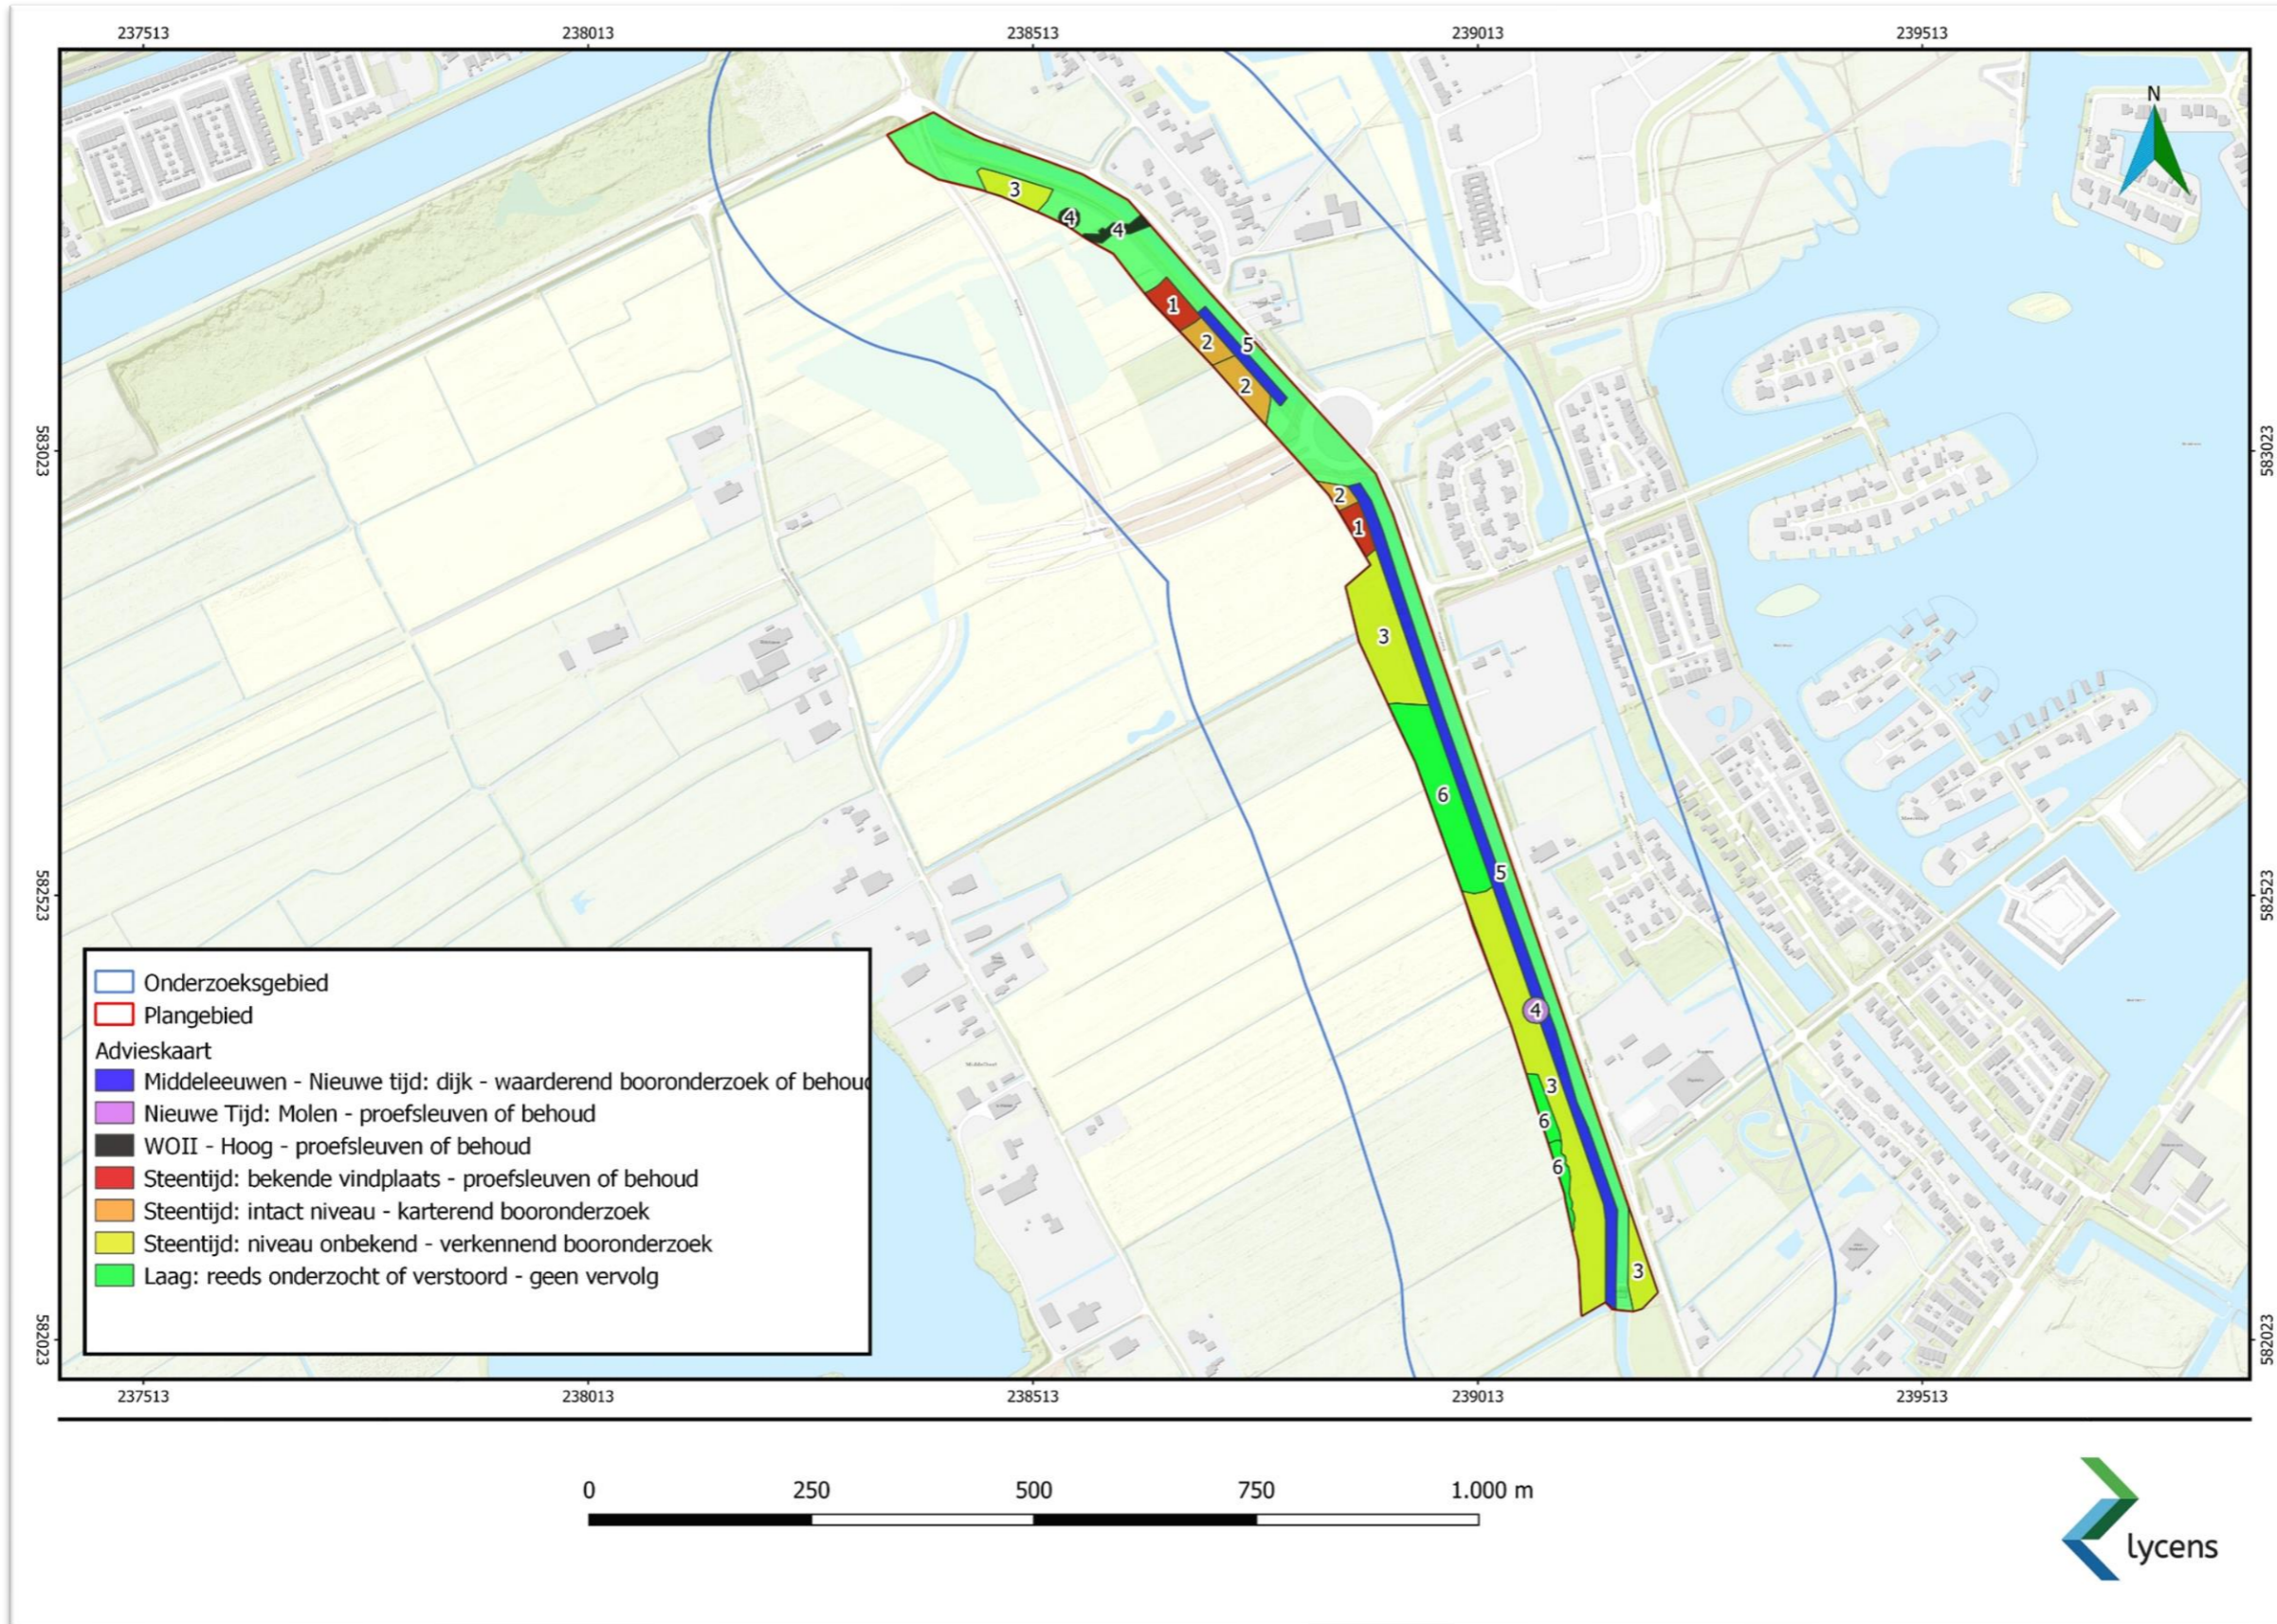 237513
238013
238513
239013
239513
N
3
4
4
1
2
5
2
583023
583023
2
1
3
6
5
582523
582523
4
3
6
6
3
582023
582023
Onderzoeksgebied
Plangebied
Advieskaart
Middeleeuwen - Nieuwe tijd: dijk - waarderend booronderzoek of behou
Nieuwe Tijd: Molen - proefsleuven of behoud
WOII - Hoog - proefsleuven of behoud
Steentijd: bekende vindplaats - proefsleuven of behoud
Steentijd: intact niveau - karterend booronderzoek
Steentijd: niveau onbekend - verkennend booronderzoek
Laag: reeds onderzocht of verstoord - geen vervolg
237513
238013
238513
239013
239513
0
250
500
750
1.000 m
lycens